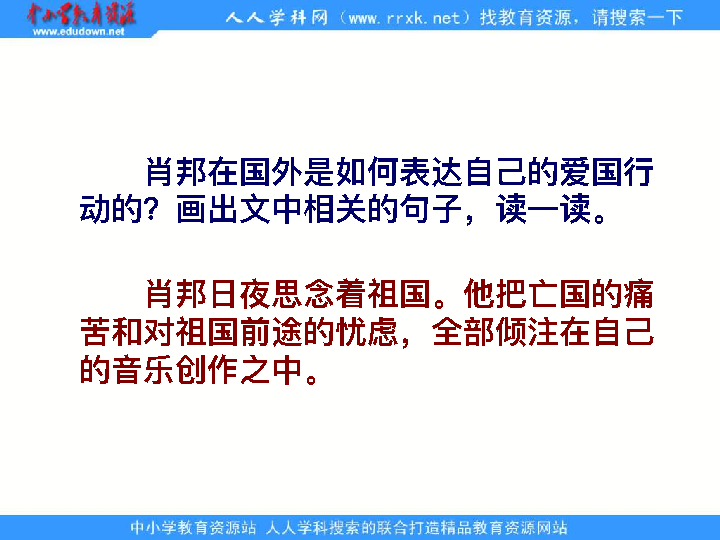 中小学教育资源
www.edudown.net
人人学科网（www.rrxk.net）找教育资源，请搜索一下
肖邦在国外是如何表达自己的爱国行
动的？画出文中相关的句子，读一读。
肖邦日夜思念着祖国。他把亡国的痛
苦和对祖国前途的忧虑，全部倾注在自己
的音乐创作之中。
中小学教育资源站 人人学科搜索的联合打造精品教育资源网站